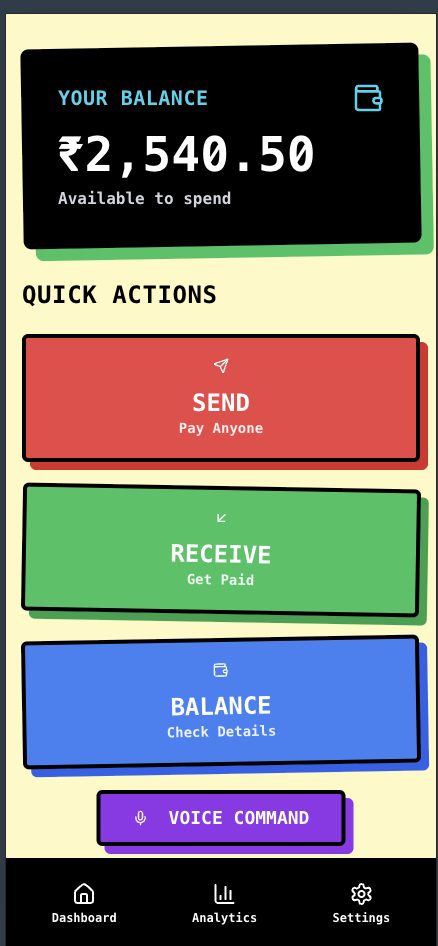 YOUR BALANCE
₹2,540.50
Available to spend
QUICK ACTIONS
SEND
Pay Anyone
RECEIVE
Get Paid
BALANCE
Check Details
VOICE COMMAND
Dashboard Analytics Settings